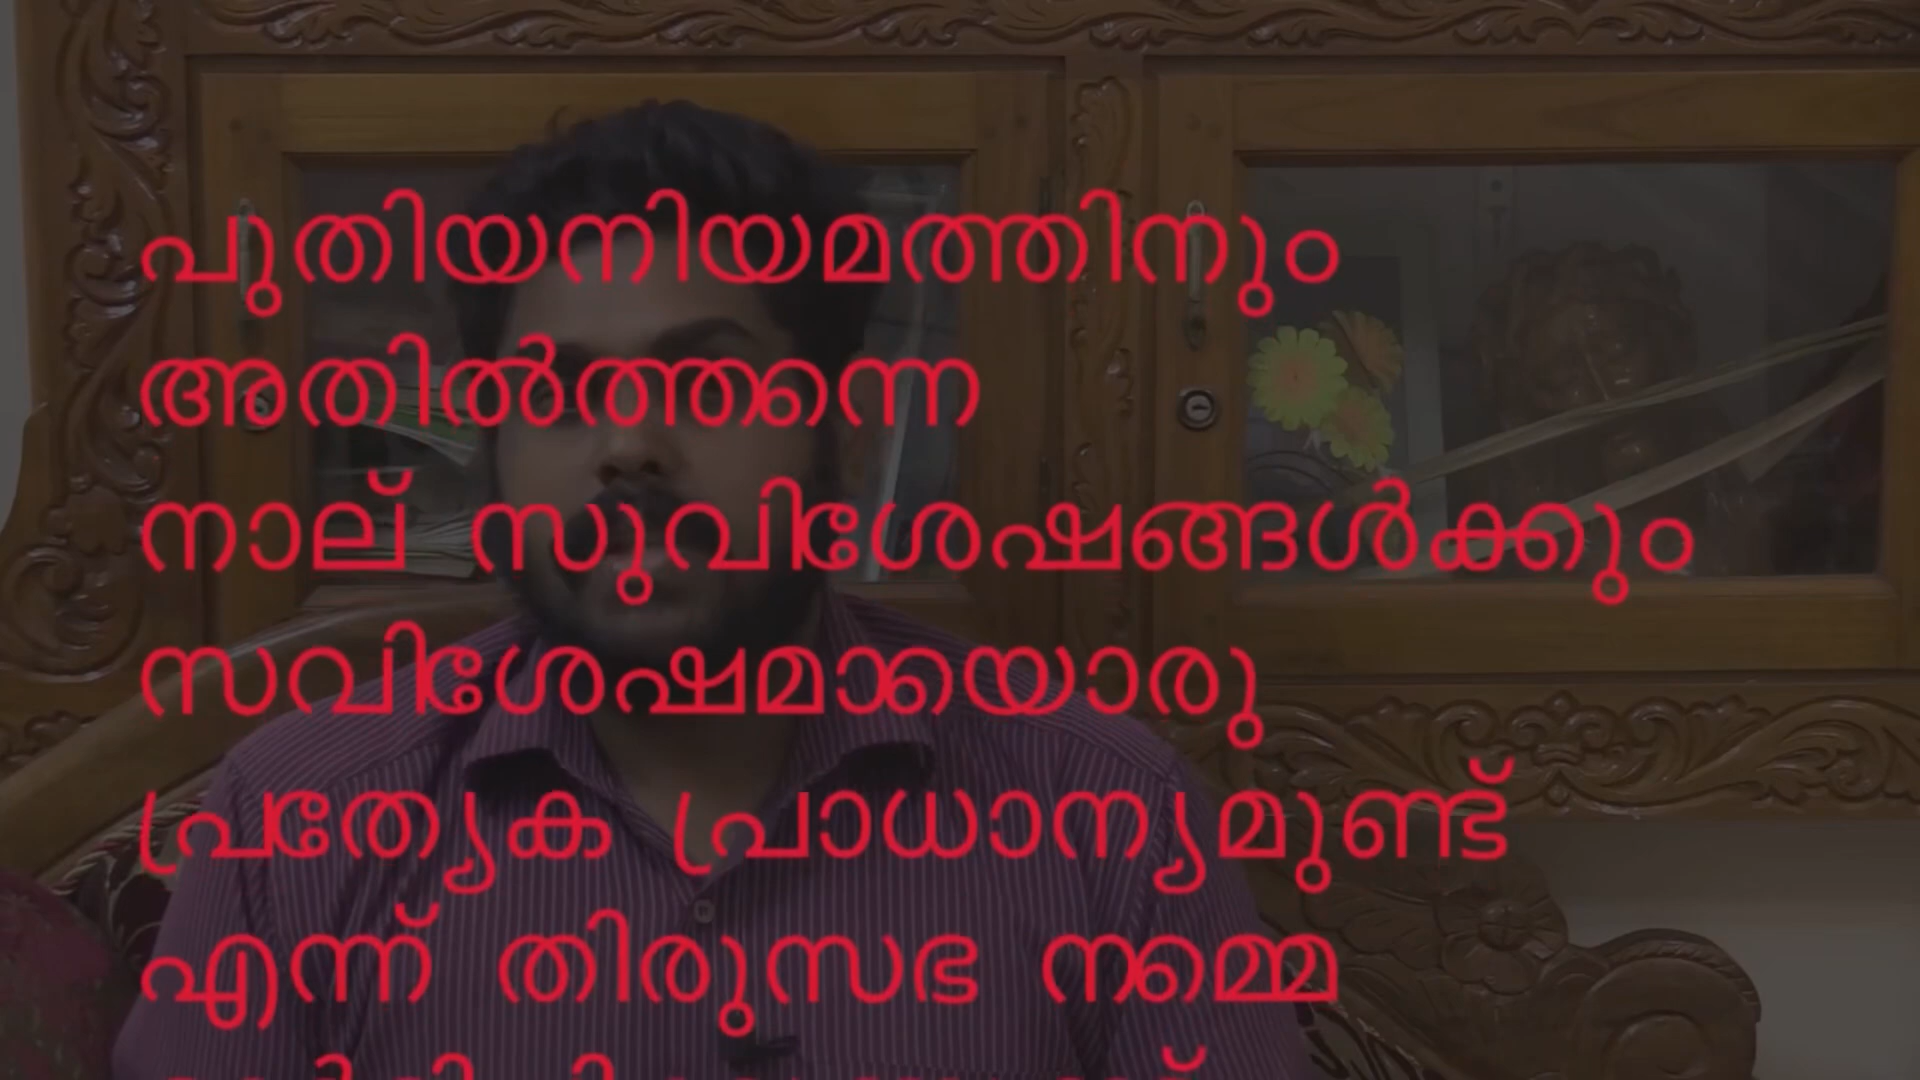 പുതിയനിയമത്തിനും
അതിൽത്തന്നെ
നാല് സുവിശേഷങ്ങൾക്കും
സവിശേഷമാെയാരു
പ്രത്യേക പ്രാധാന്യമുണ്ട്
എന്ന് തിരുസഭ നമ്മെ